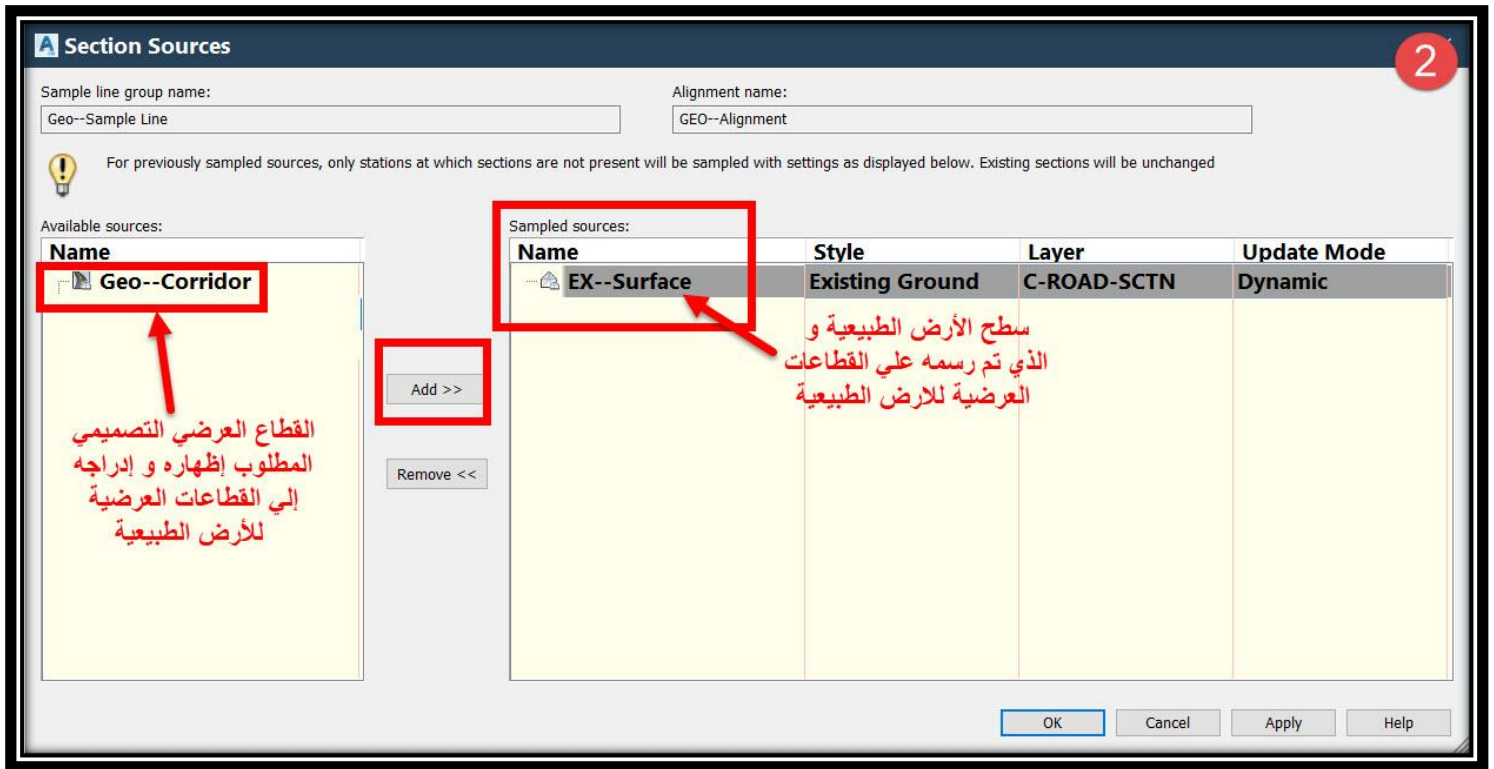 Section Sources
2
Sample line group name:
Alignment name:
Geo--Sample Line
GEO--Alignment
For previously sampled sources, only stations at which sections are not present will be sampled with settings as displayed below. Existing sections will be unchanged
Available sources:
Name
Geo--Corridor
القطاع العرضي التصميمي
المطلوب إظهاره و إدراجه
إلي القطاعات العرضية
للأرض الطبيعية
Add >>
Remove <<
Sampled sources:
Name Style Layer Update Mode
EX--Surface Existing Ground C-ROAD-SCTN Dynamic
سطح الأرض الطبيعية و
الذي تم رسمه علي القطاعات
العرضية للارض الطبيعية
OK Cancel Apply Help